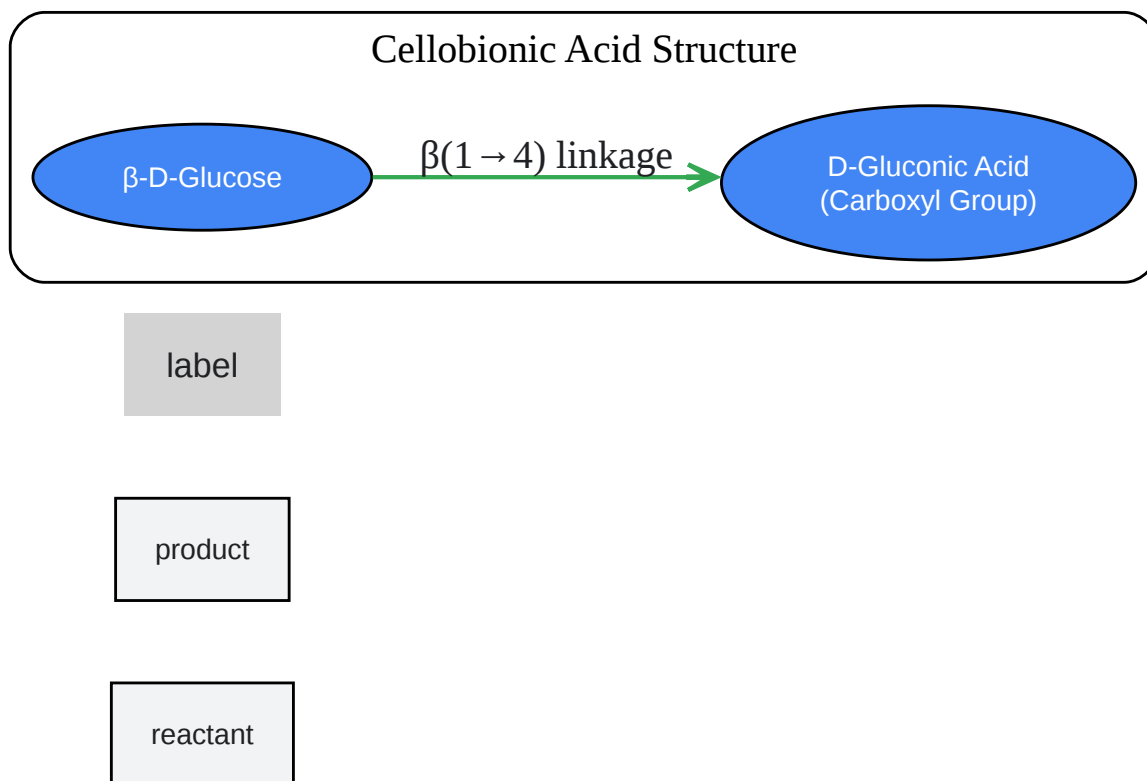 Cellobionic Acid Structure
β-D-Glucose
β(1→4) linkage
D-Gluconic Acid
(Carboxyl Group)
label
product
reactant